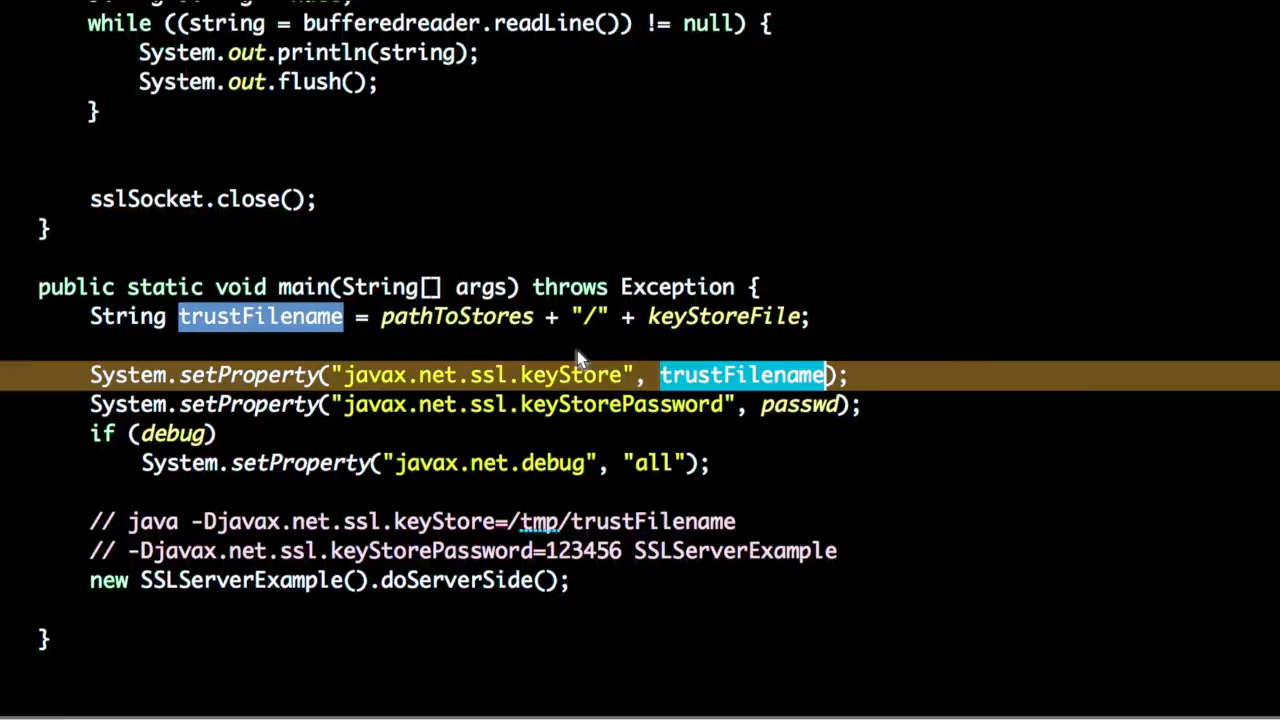 while ((string = bufferedreader.readLine()) != null) {
System.out.println(string);
System.out.flush();
}
sslSocket.close();
}
public static void main(String[] args) throws Exception {
String trustFilename = pathToStores + "/" + keyStoreFile;
System.setProperty("javax.net.ssl.keyStore", trustFilename);
System.setProperty("javax.net.ssl.keyStorePassword", passwd);
if (debug)
System.setProperty("javax.net.debug", "all");
// java -Djavax.net.ssl.keyStore=/tmp/trustFilename
// -Djavax.net.ssl.keyStorePassword=123456 SSLServerExample
new SSLServerExample().doServerSide();
}